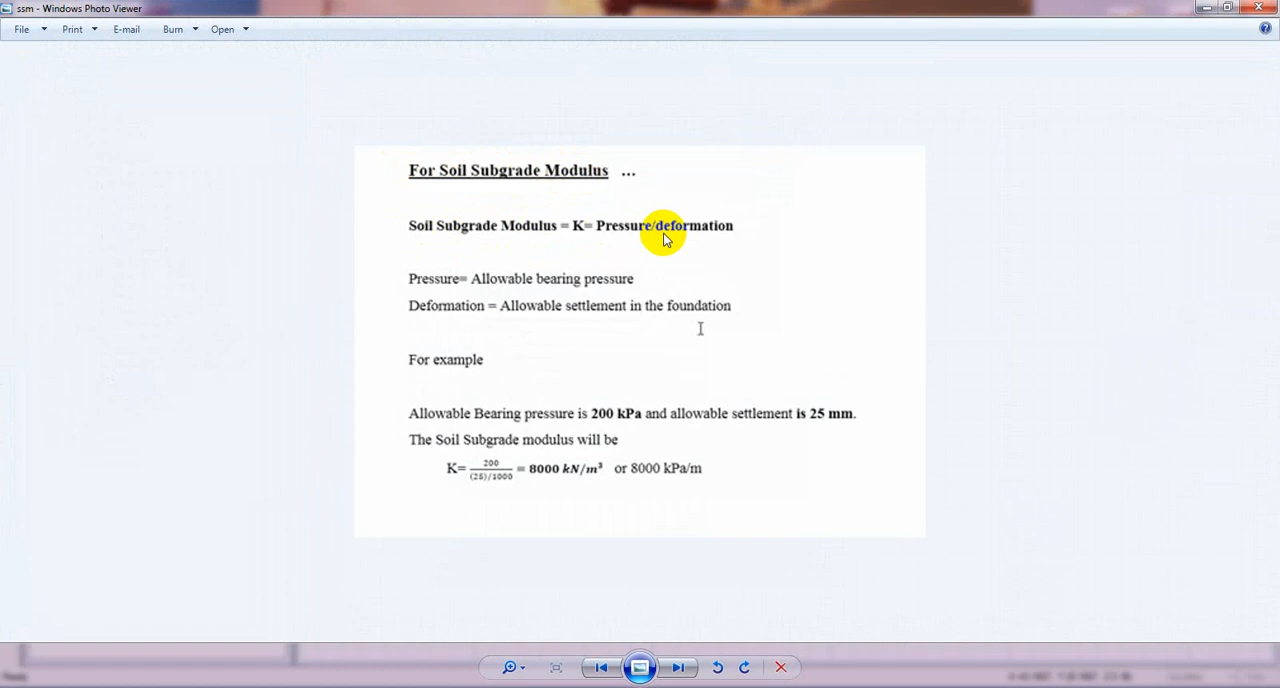 ssm - Windows Photo Viewer
File Print E-mail Burn Open
For Soil Subgrade Modulus ...
Soil Subgrade Modulus = K= Pressure/deformation
Pressure= Allowable bearing pressure
Deformation = Allowable settlement in the foundation
For example
Allowable Bearing pressure is 200 kPa and allowable settlement is 25 mm.
The Soil Subgrade modulus will be
K= 200/(25)/1000 = 8000 kN/m³ or 8000 kPa/m